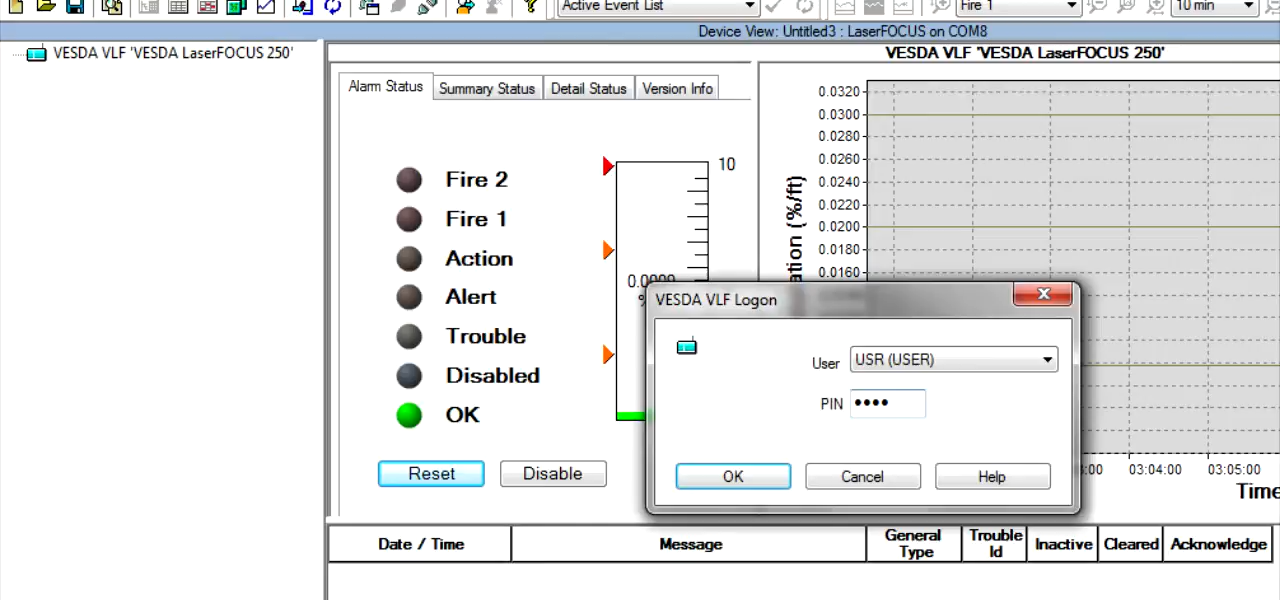 Active Event List
Fire 1
10 min
Device View: Untitled3 : LaserFOCUS on COM8
VESDA VLF 'VESDA LaserFOCUS 250'
VESDA VLF 'VESDA LaserFOCUS 250'
Alarm Status
Summary Status
Detail Status
Version Info
Fire 2
Fire 1
Action
Alert
Trouble
Disabled
OK
10
Reset
Disable
0.0320
0.0300
0.0280
0.0260
0.0240
0.0220
0.0200
0.0180
0.0160
(%/ft)
03:04:00
03:05:00
Time
VESDA VLF Logon
User
USR (USER)
PIN
••••
OK
Cancel
Help
Date / Time
Message
General Type
Trouble Id
Inactive
Cleared
Acknowledge